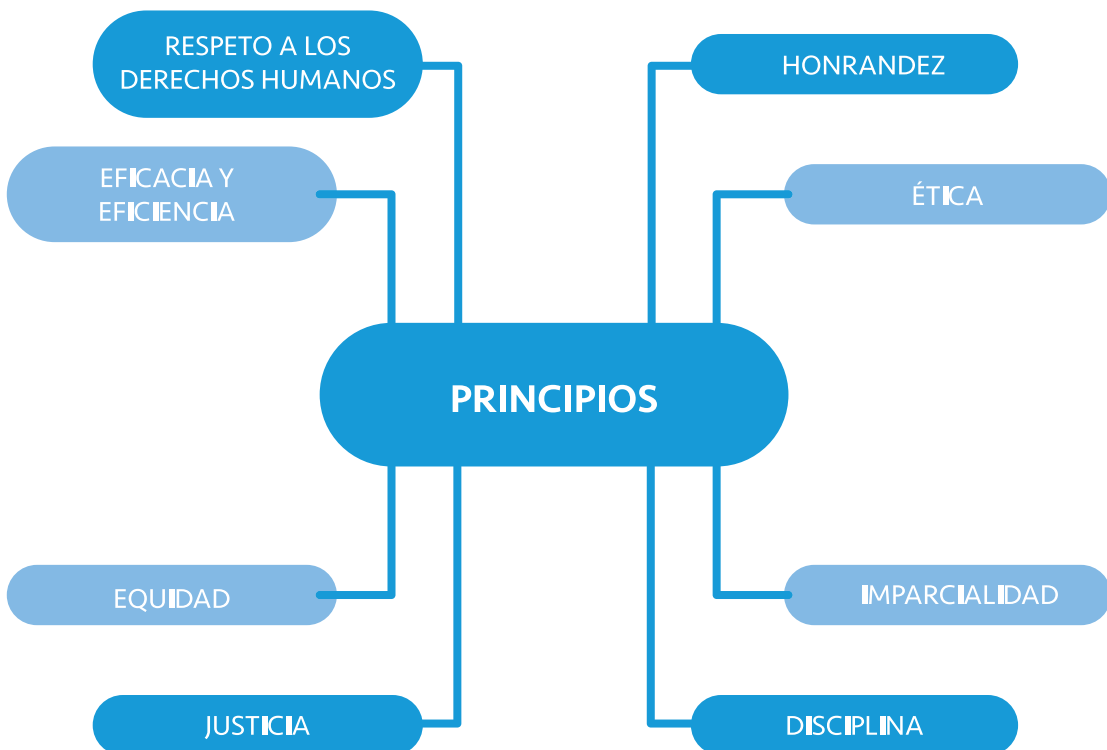 RESPETO A LOS
DERECHOS HUMANOS
HONRANDEZ
EFICACIA Y
EFICIENCIA
ÉTICA
PRINCIPIOS
EQUIDAD
IMPARCIALIDAD
JUSTICIA
DISCIPLINA